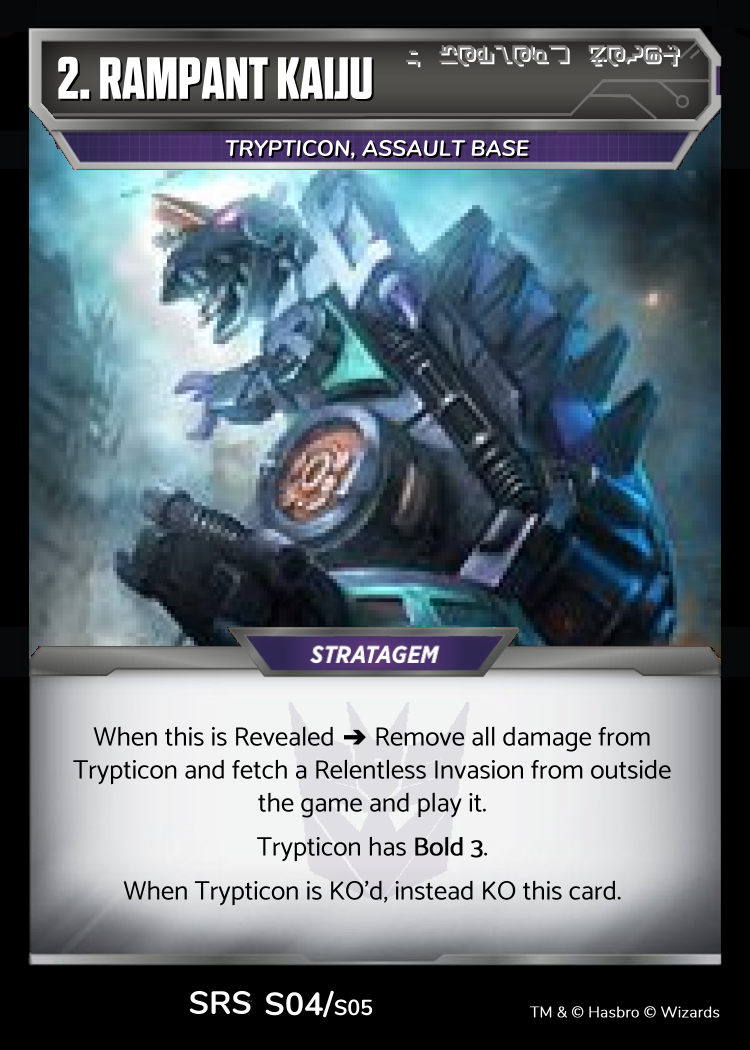 2. RAMPANT KAIJU
TRYPTICON, ASSAULT BASE
STRATAGEM
When this is Revealed ➔ Remove all damage from
Trypticon and fetch a Relentless Invasion from outside
the game and play it.
Trypticon has Bold 3.
When Trypticon is KO’d, instead KO this card.
SRS S04/S05
TM & © Hasbro © Wizards